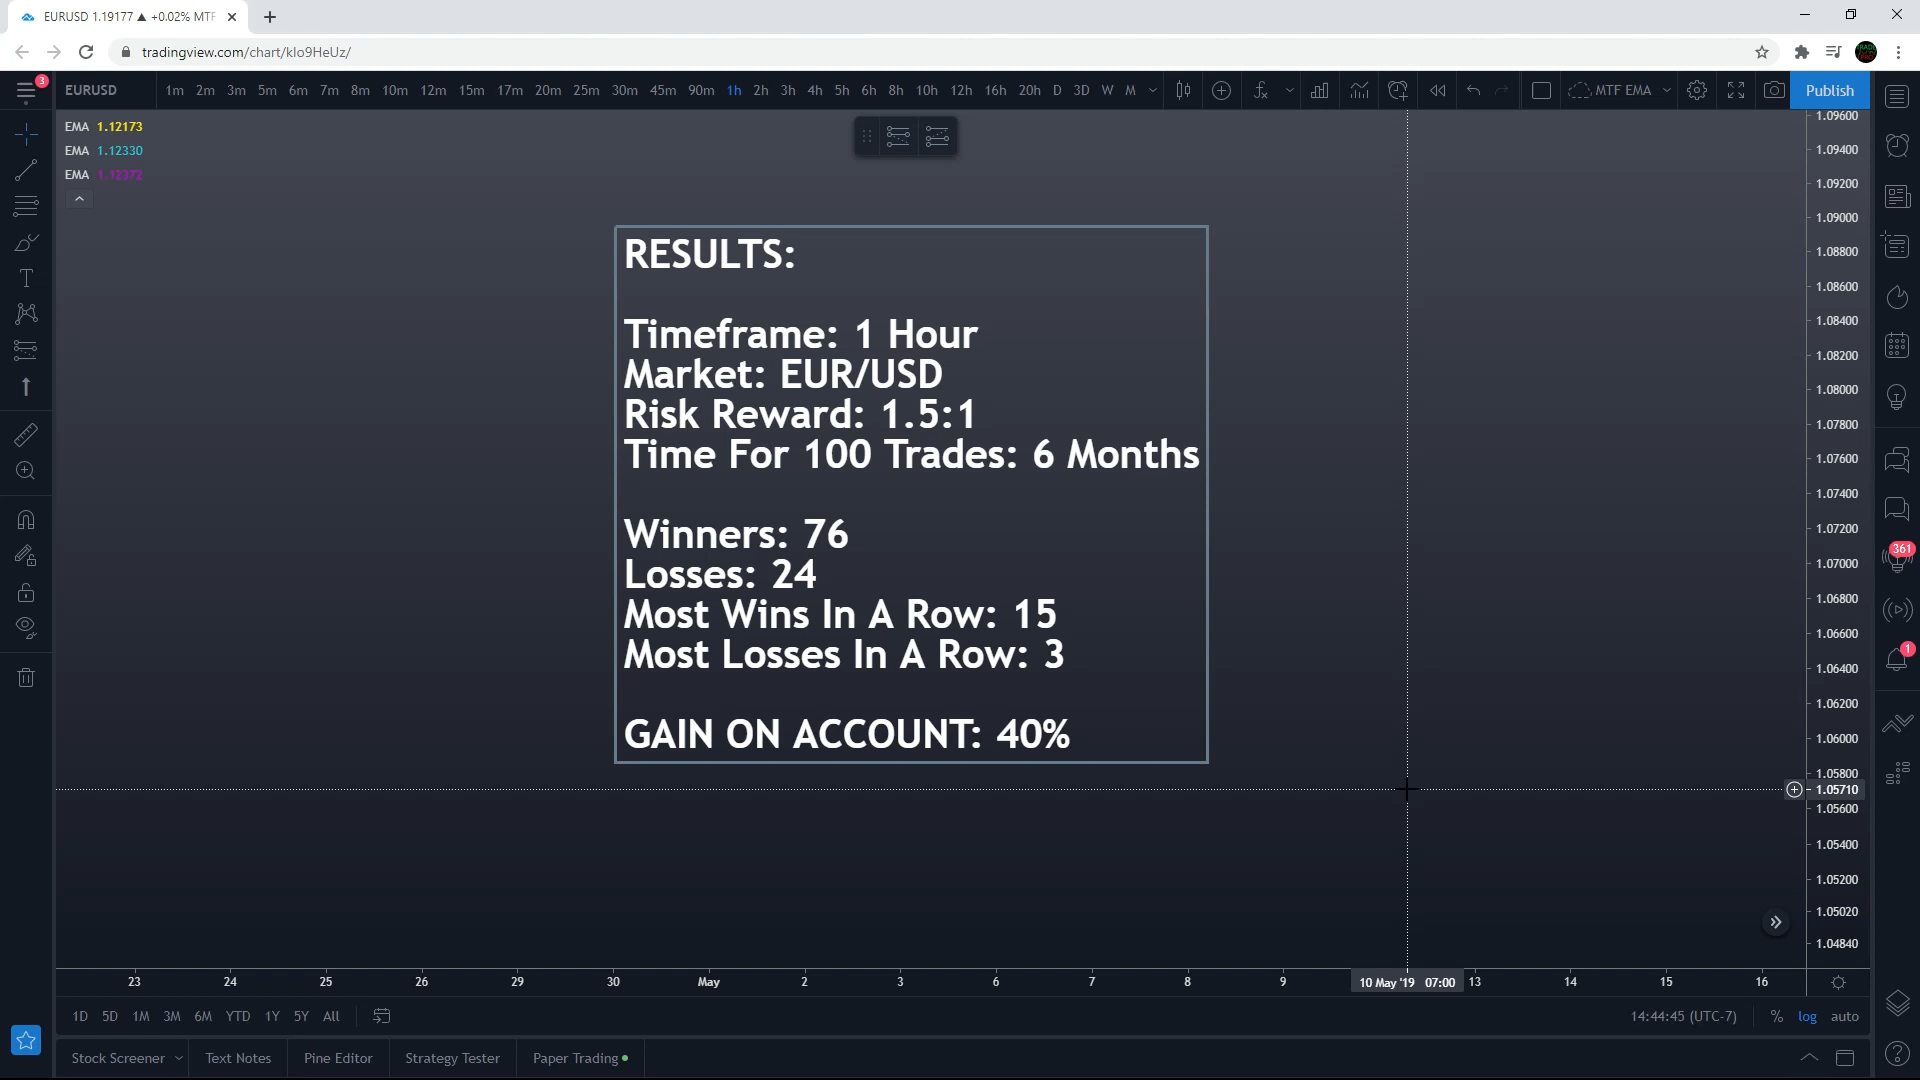 EURUSD 1.19177 ▲ +0.02% MTF
tradingview.com/chart/kIo9HeUz/
3
EURUSD 1m 2m 3m 5m 6m 7m 8m 10m 12m 15m 17m 20m 25m 30m 45m 90m 1h 2h 3h 4h 5h 6h 8h 10h 12h 16h 20h D 3D W M MTF EMA Publish
EMA 1.12173
EMA 1.12330
EMA 1.12372
RESULTS:
Timeframe: 1 Hour
Market: EUR/USD
Risk Reward: 1.5:1
Time For 100 Trades: 6 Months
Winners: 76
Losses: 24
Most Wins In A Row: 15
Most Losses In A Row: 3
GAIN ON ACCOUNT: 40%
1.09600
1.09400
1.09200
1.09000
1.08800
1.08600
1.08400
1.08200
1.08000
1.07800
1.07600
1.07400
1.07200
1.07000
1.06800
1.06600
1.06400
1.06200
1.06000
1.05800
1.05710
1.05600
1.05400
1.05200
1.05020
1.04840
361
1
23 24 25 26 29 30 May 2 3 6 7 8 9 10 May '19 07:00 13 14 15 16
1D 5D 1M 3M 6M YTD 1Y 5Y All 14:44:45 (UTC-7) % log auto
Stock Screener Text Notes Pine Editor Strategy Tester Paper Trading